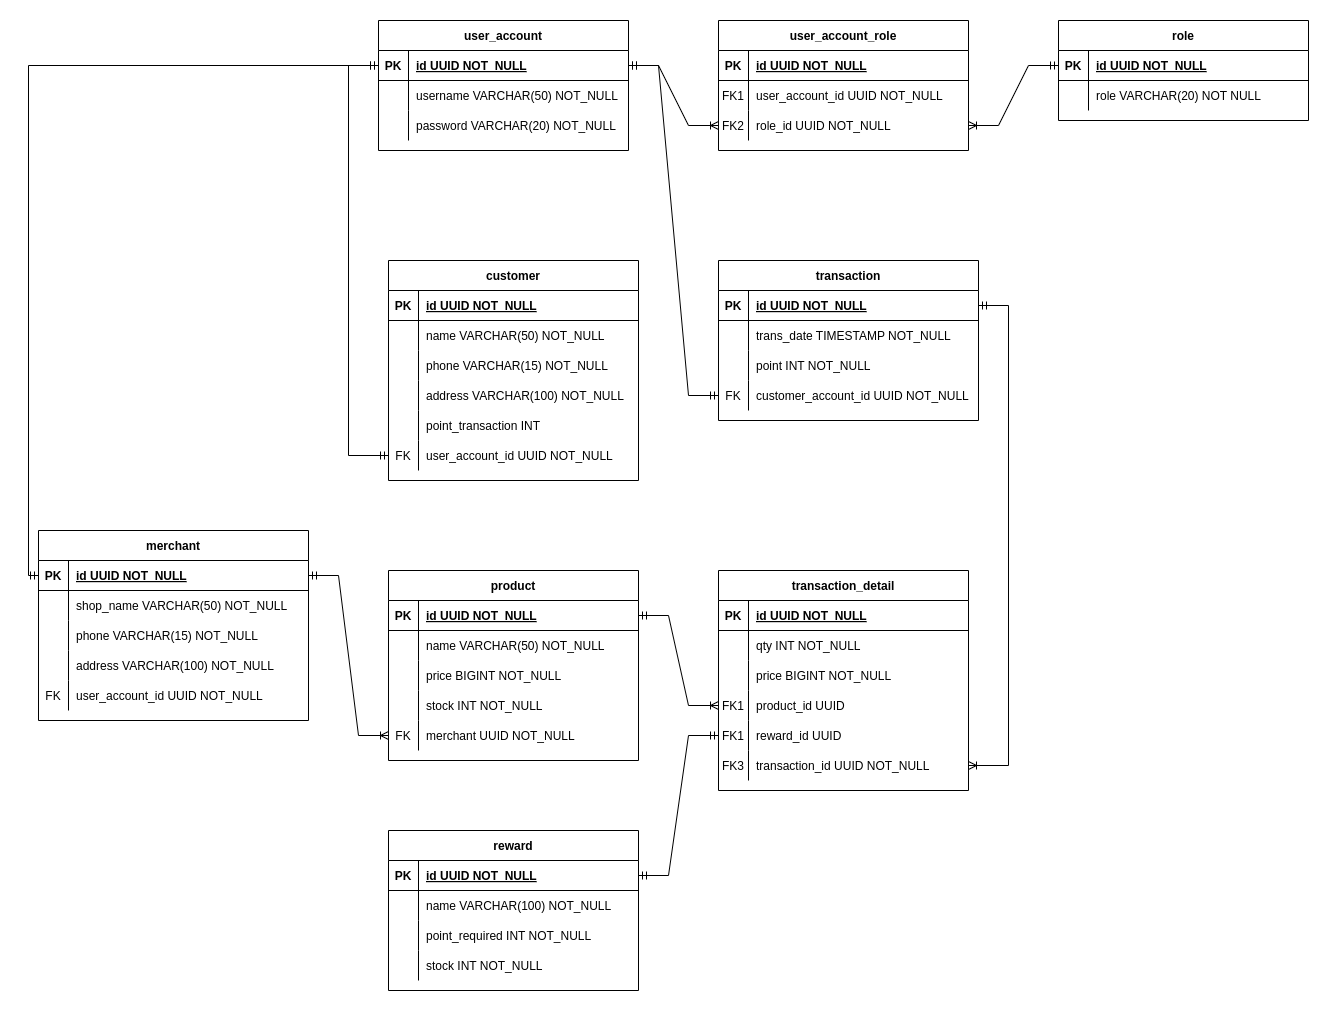 user_account
PK id UUID NOT_NULL
username VARCHAR(50) NOT_NULL
password VARCHAR(20) NOT_NULL
user_account_role
PK id UUID NOT_NULL
FK1 user_account_id UUID NOT_NULL
FK2 role_id UUID NOT_NULL
role
PK id UUID NOT_NULL
role VARCHAR(20) NOT NULL
customer
PK id UUID NOT_NULL
name VARCHAR(50) NOT_NULL
phone VARCHAR(15) NOT_NULL
address VARCHAR(100) NOT_NULL
point_transaction INT
FK user_account_id UUID NOT_NULL
transaction
PK id UUID NOT_NULL
trans_date TIMESTAMP NOT_NULL
point INT NOT_NULL
FK customer_account_id UUID NOT_NULL
merchant
PK id UUID NOT_NULL
shop_name VARCHAR(50) NOT_NULL
phone VARCHAR(15) NOT_NULL
address VARCHAR(100) NOT_NULL
FK user_account_id UUID NOT_NULL
product
PK id UUID NOT_NULL
name VARCHAR(50) NOT_NULL
price BIGINT NOT_NULL
stock INT NOT_NULL
FK merchant UUID NOT_NULL
transaction_detail
PK id UUID NOT_NULL
qty INT NOT_NULL
price BIGINT NOT_NULL
FK1 product_id UUID
FK1 reward_id UUID
FK3 transaction_id UUID NOT_NULL
reward
PK id UUID NOT_NULL
name VARCHAR(100) NOT_NULL
point_required INT NOT_NULL
stock INT NOT_NULL